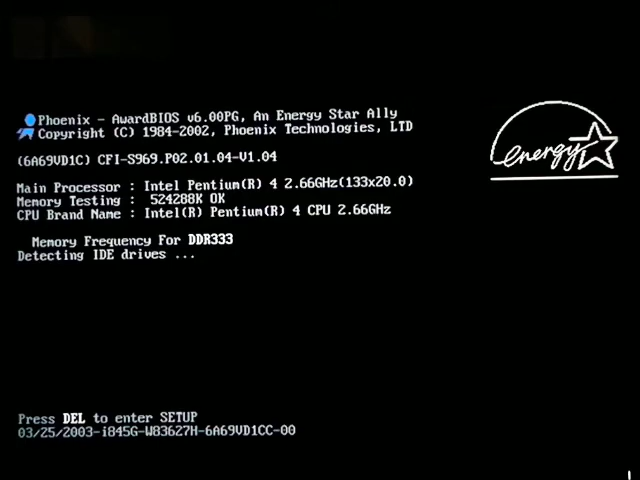 Phoenix - AwardBIOS v6.00PG, An Energy Star Ally
Copyright (C) 1984-2002, Phoenix Technologies, LTD
energy
(6A69VD1C) CFI-S969.P02.01.04-V1.04
Main Processor : Intel Pentium(R) 4 2.66GHz(133x20.0)
Memory Testing : 524288K OK
CPU Brand Name : Intel(R) Pentium(R) 4 CPU 2.66GHz
Memory Frequency For DDR333
Detecting IDE drives ...
Press DEL to enter SETUP
03/25/2003-i845G-W83627H-6A69VD1CC-00